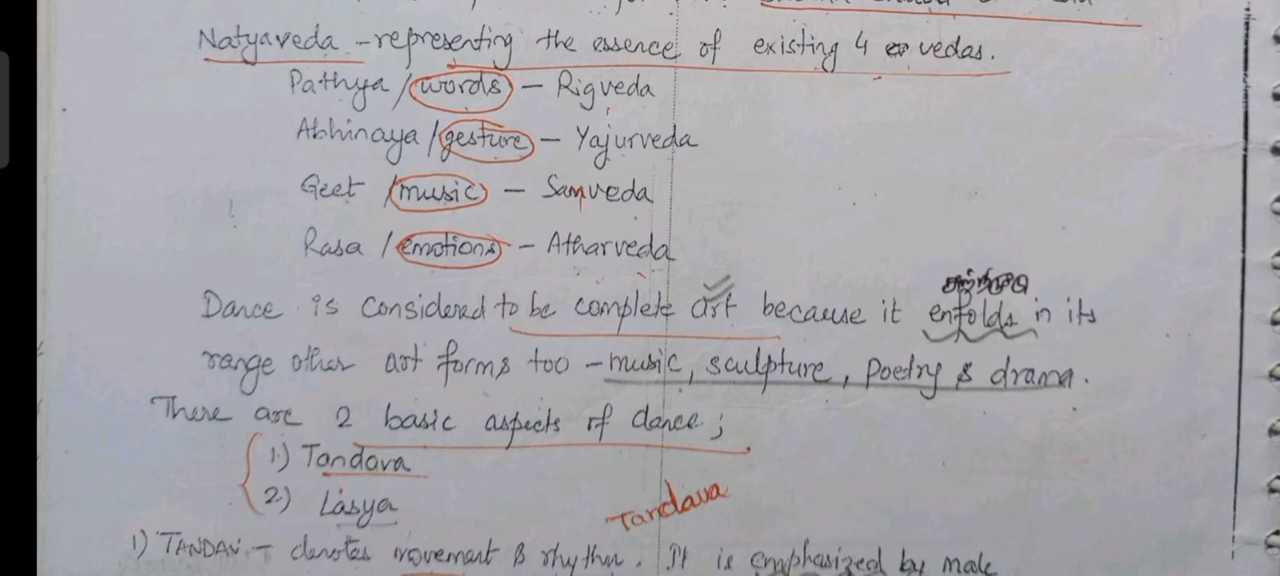 Natyaveda - representing the essence of existing 4 vedas.
Pathya / words - Rigveda
Abhinaya / gesture - Yajurveda
Geet / music - Samveda
Rasa / emotions - Atharveda
Dance is considered to be complete art because it enfolds in its
range other art forms too - music, sculpture, poetry & drama.
There are 2 basic aspects of dance;
1.) Tandava
2) Lasya
Tandava
1) TANDAV - denotes movement & rhythm. It is emphasized by male